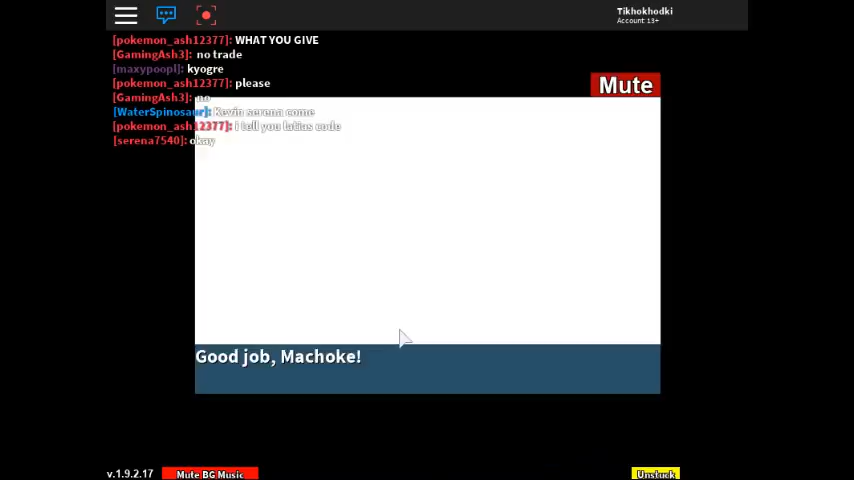 Tikhokhodki
Account: 13+
[pokemon_ash12377]: WHAT YOU GIVE
[GamingAsh3]: no trade
[maxypoopl]: kyogre
[pokemon_ash12377]: please
[GamingAsh3]: no
[WaterSpinosaur]: Kevin serena come
[pokemon_ash12377]: i tell you latias code
[serena7540]: okay
Mute
Good job, Machoke!
v.1.9.2.17
Mute BG Music
Unstuck